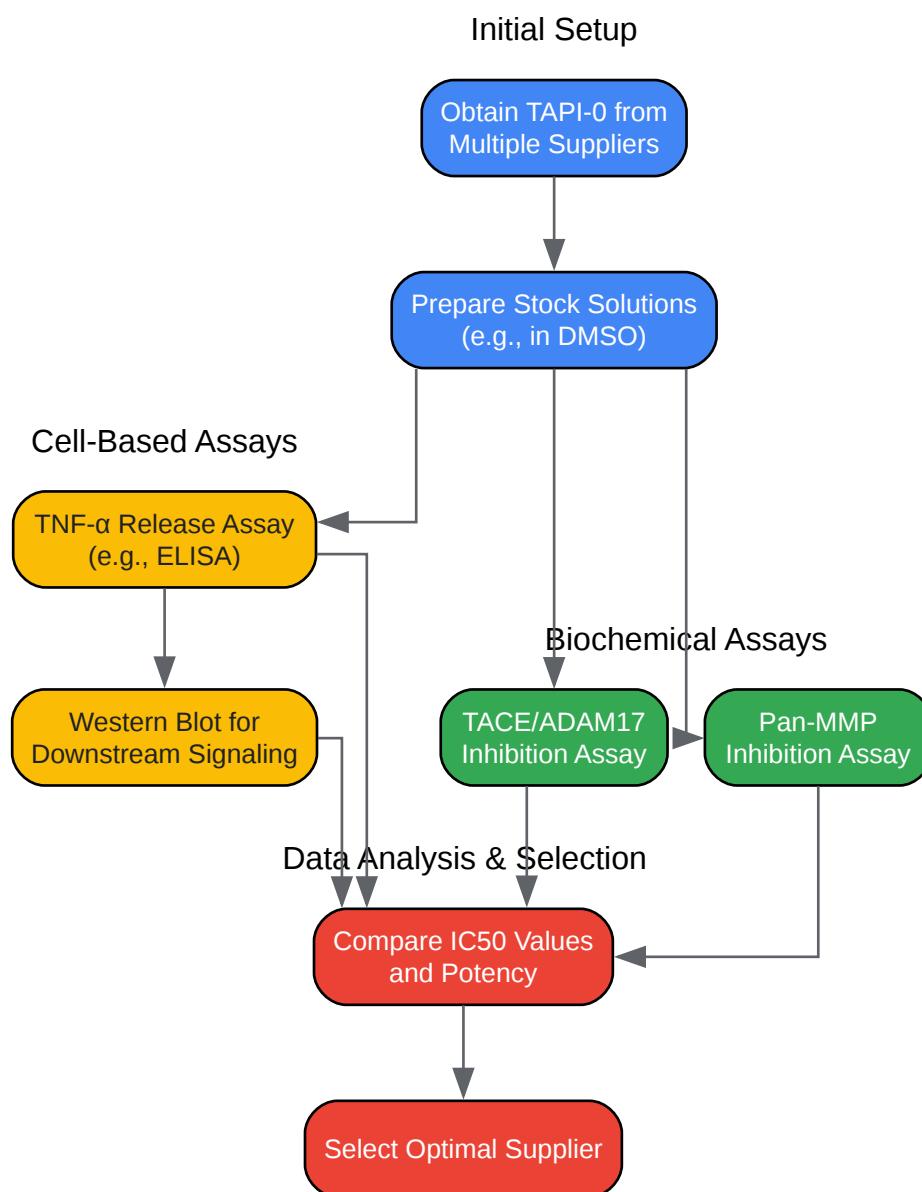 Initial Setup
Obtain TAPI-0 from
Multiple Suppliers
Prepare Stock Solutions
(e.g., in DMSO)
Cell-Based Assays
TNF-α Release Assay
(e.g., ELISA)
Biochemical Assays
Western Blot for
Downstream Signaling
TACE/ADAM17
Inhibition Assay
Pan-MMP
Inhibition Assay
Data Analysis & Selection
Compare IC50 Values
and Potency
Select Optimal Supplier